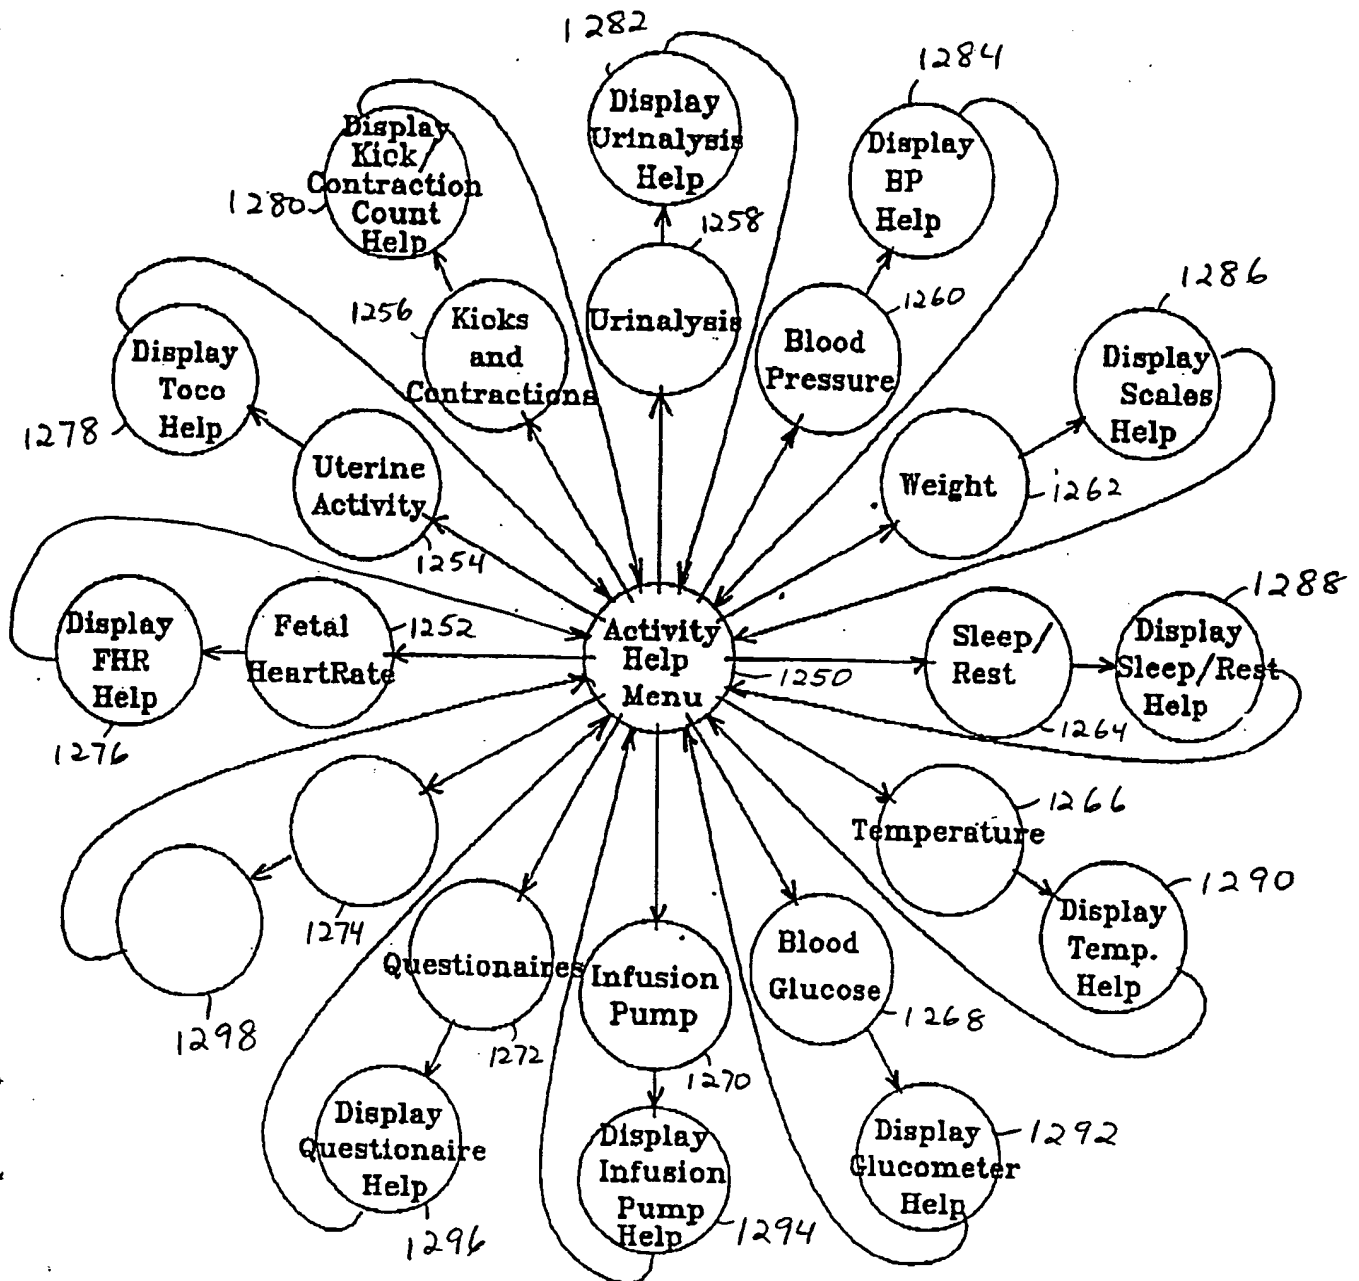 1282
Display
Urinalysis
Help
1284
Display
BP
Help
Display
Kick/
Contraction
Count
Help
1280
1258
Urinalysis
1260
Blood
Pressure
1286
Display
Scales
Help
1256
Kicks
and
Contractions
Display
Toco
Help
1278
Uterine
Activity
1254
Weight
1262
1288
Display
Sleep/Rest
Help
Sleep/
Rest
1264
Display
FHR
Help
1276
Fetal
HeartRate
1252
Activity
Help
Menu
1250
1266
Temperature
1290
Display
Temp.
Help
1274
1298
Questionaires
1272
Infusion
Pump
1270
Blood
Glucose
1268
Display
Questionaire
Help
1296
Display
Infusion
Pump
Help
1294
Display
Glucometer
Help
1292